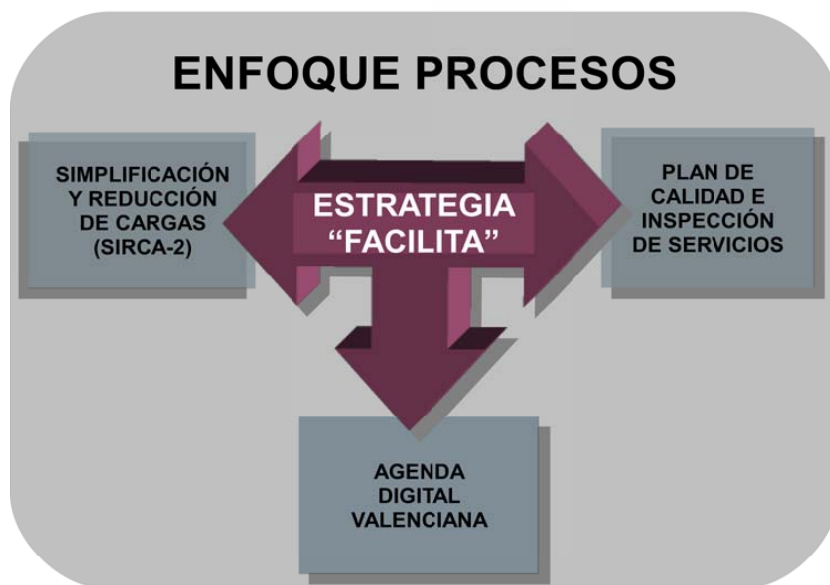 ENFOQUE PROCESOS
SIMPLIFICACIÓN
Y REDUCCIÓN
DE CARGAS
(SIRCA-2)
ESTRATEGIA
“FACILITA”
PLAN DE
CALIDAD E
INSPECCIÓN
DE SERVICIOS
AGENDA
DIGITAL
VALENCIANA